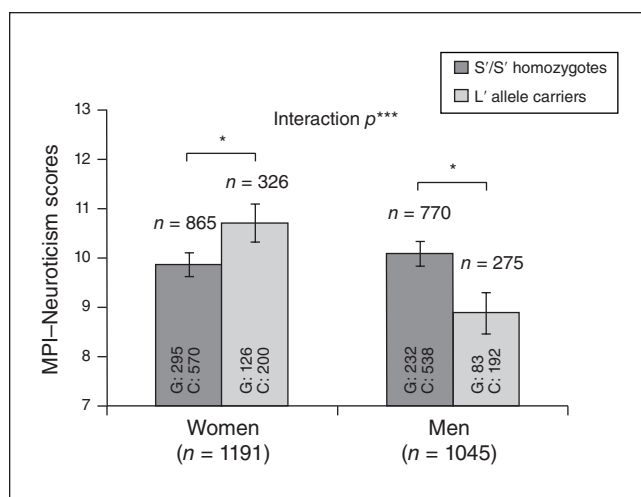 S′/S′ homozygotes
L′ allele carriers
Interaction p***
MPI–Neuroticism scores
13
12
11
10
9
8
7
*
*
n = 865
n = 326
n = 770
n = 275
G: 295
C: 570
G: 126
C: 200
G: 232
C: 538
G: 83
C: 192
Women
(n = 1191)
Men
(n = 1045)